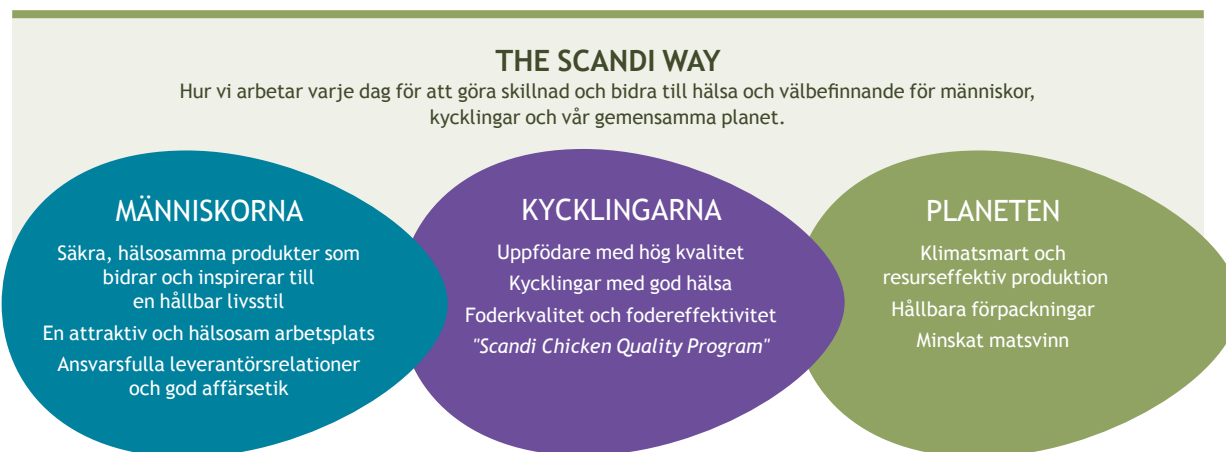 THE SCANDI WAY
Hur vi arbetar varje dag för att göra skillnad och bidra till hälsa och välbefinnande för människor,
kycklingar och vår gemensamma planet.
MÄNNISKORNA
Säkra, hälsosamma produkter som
bidrar och inspirerar till
en hållbar livsstil
En attraktiv och hälsosam arbetsplats
Ansvarsfulla leverantörsrelationer
och god affärsetik
KYCKLINGARNA
Uppfödare med hög kvalitet
Kycklingar med god hälsa
Foderkvalitet och fodereffektivitet
"Scandi Chicken Quality Program"
PLANETEN
Klimatsmart och
resurseffektiv produktion
Hållbara förpackningar
Minskat matsvinn